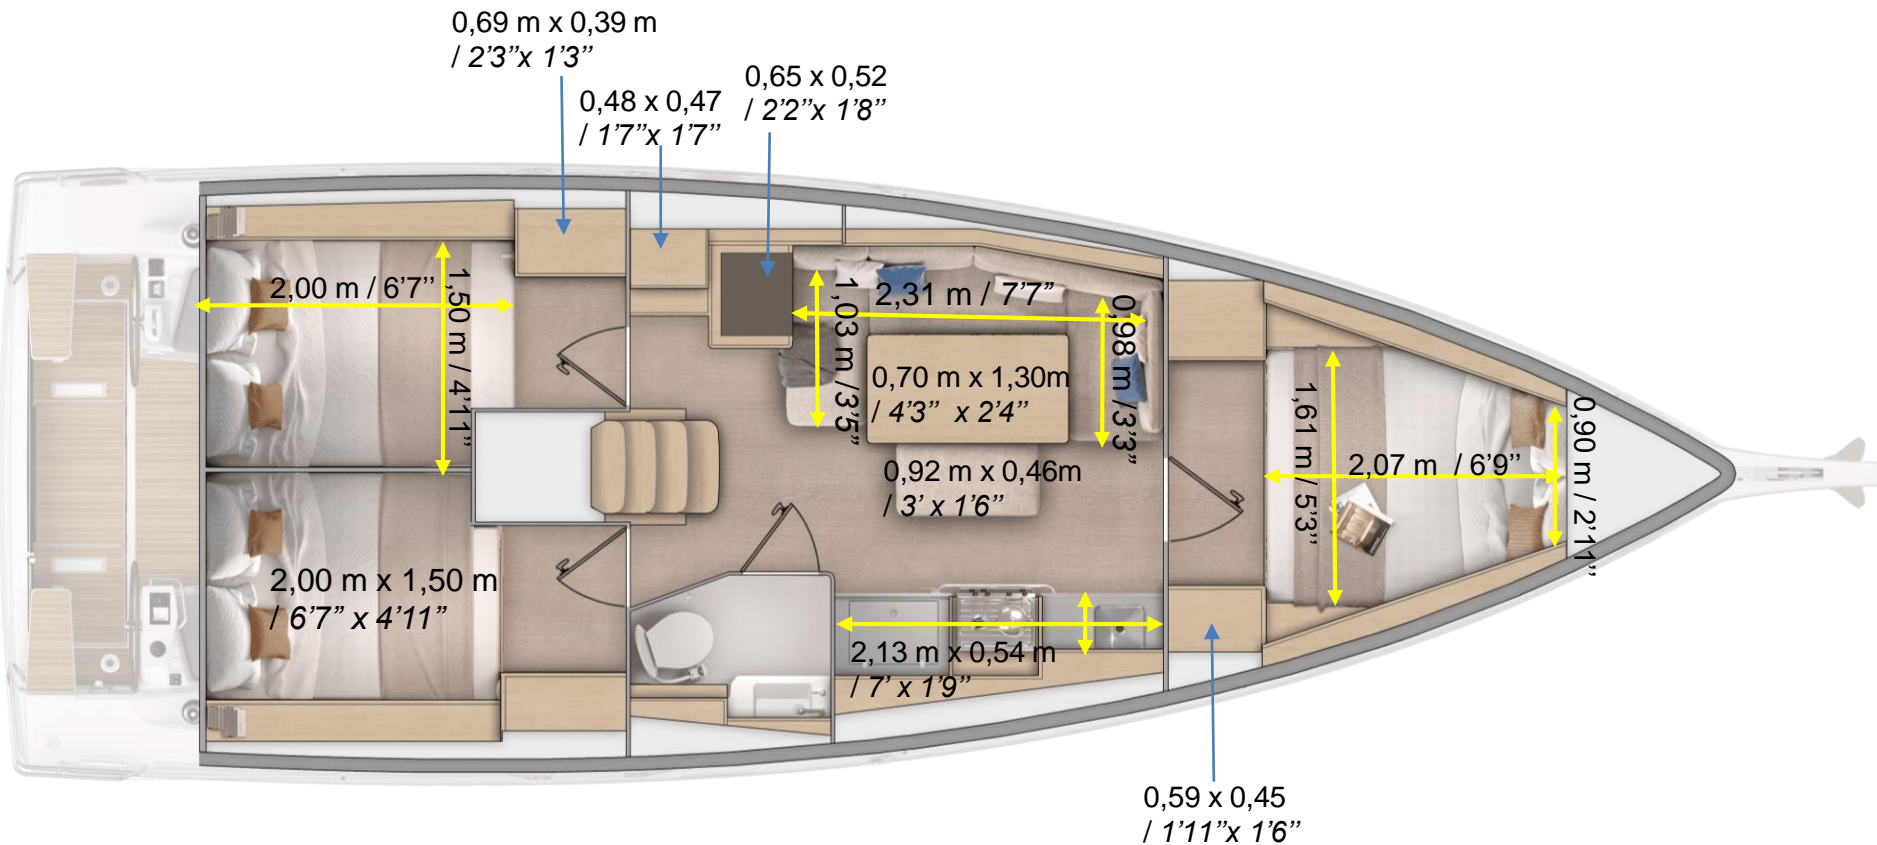 0,69 m x 0,39 m
/ 2’3’’x 1’3’’
0,48 x 0,47
/ 1’7’’x 1’7’’
0,65 x 0,52
/ 2’2’’x 1’8’’
2,00 m / 6’7’’
1,50 m / 4’11’’
1,03 m / 3’5’’
2,31 m / 7’7’’
0,98 m / 3’3’’
0,70 m x 1,30m
/ 4’3’’ x 2’4’’
0,92 m x 0,46m
/ 3’ x 1’6’’
1,61 m / 5’3’’
2,07 m / 6’9’’
0,90 m / 2’11’’
2,00 m x 1,50 m
/ 6’7’’ x 4’11’’
2,13 m x 0,54 m
/ 7’ x 1’9’’
0,59 x 0,45
/ 1’11’’x 1’6’’